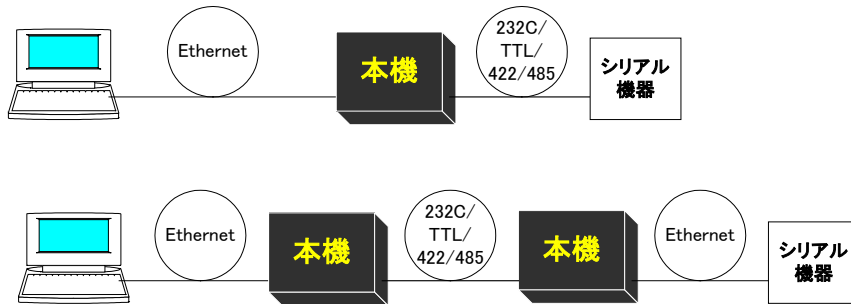 Ethernet
本機
232C/
TTL/
422/485
シリアル
機器
Ethernet
本機
232C/
TTL/
422/485
本機
Ethernet
シリアル
機器